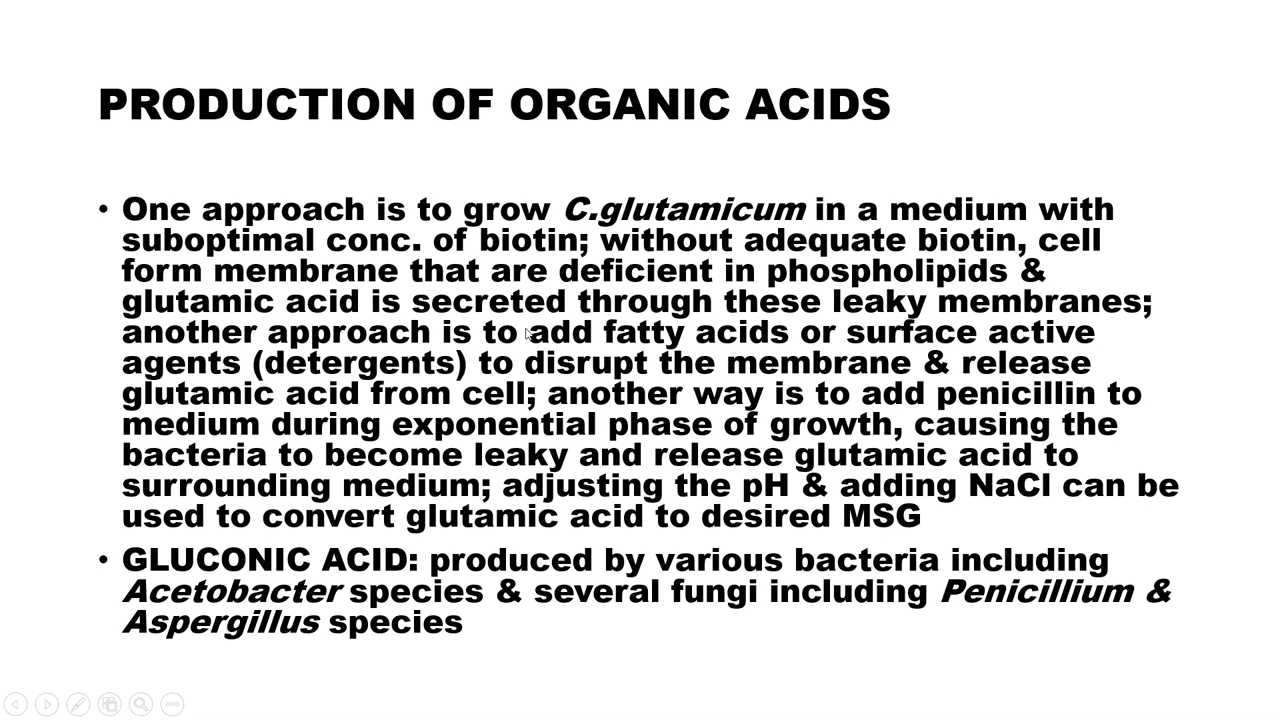 PRODUCTION OF ORGANIC ACIDS
• One approach is to grow C.glutamicum in a medium with
suboptimal conc. of biotin; without adequate biotin, cell
form membrane that are deficient in phospholipids &
glutamic acid is secreted through these leaky membranes;
another approach is to add fatty acids or surface active
agents (detergents) to disrupt the membrane & release
glutamic acid from cell; another way is to add penicillin to
medium during exponential phase of growth, causing the
bacteria to become leaky and release glutamic acid to
surrounding medium; adjusting the pH & adding NaCl can be
used to convert glutamic acid to desired MSG
• GLUCONIC ACID: produced by various bacteria including
Acetobacter species & several fungi including Penicillium &
Aspergillus species